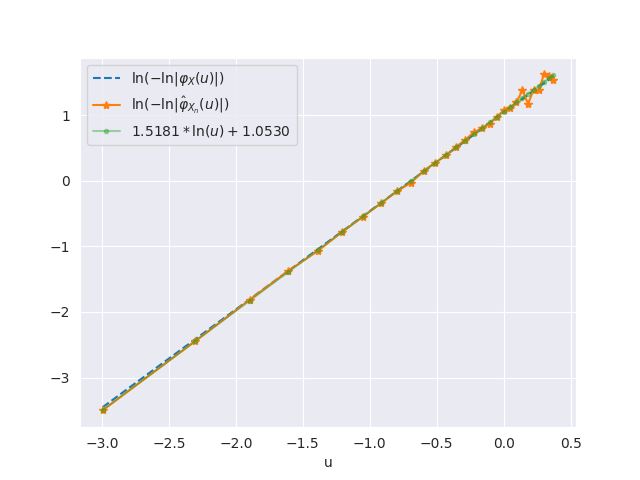 ln(−ln|φ_X(u)|)
ln(−ln|φ̂_{X_n}(u)|)
1.5181 * ln(u) + 1.0530
1
0
−1
−2
−3
−3.0 −2.5 −2.0 −1.5 −1.0 −0.5 0.0 0.5
u